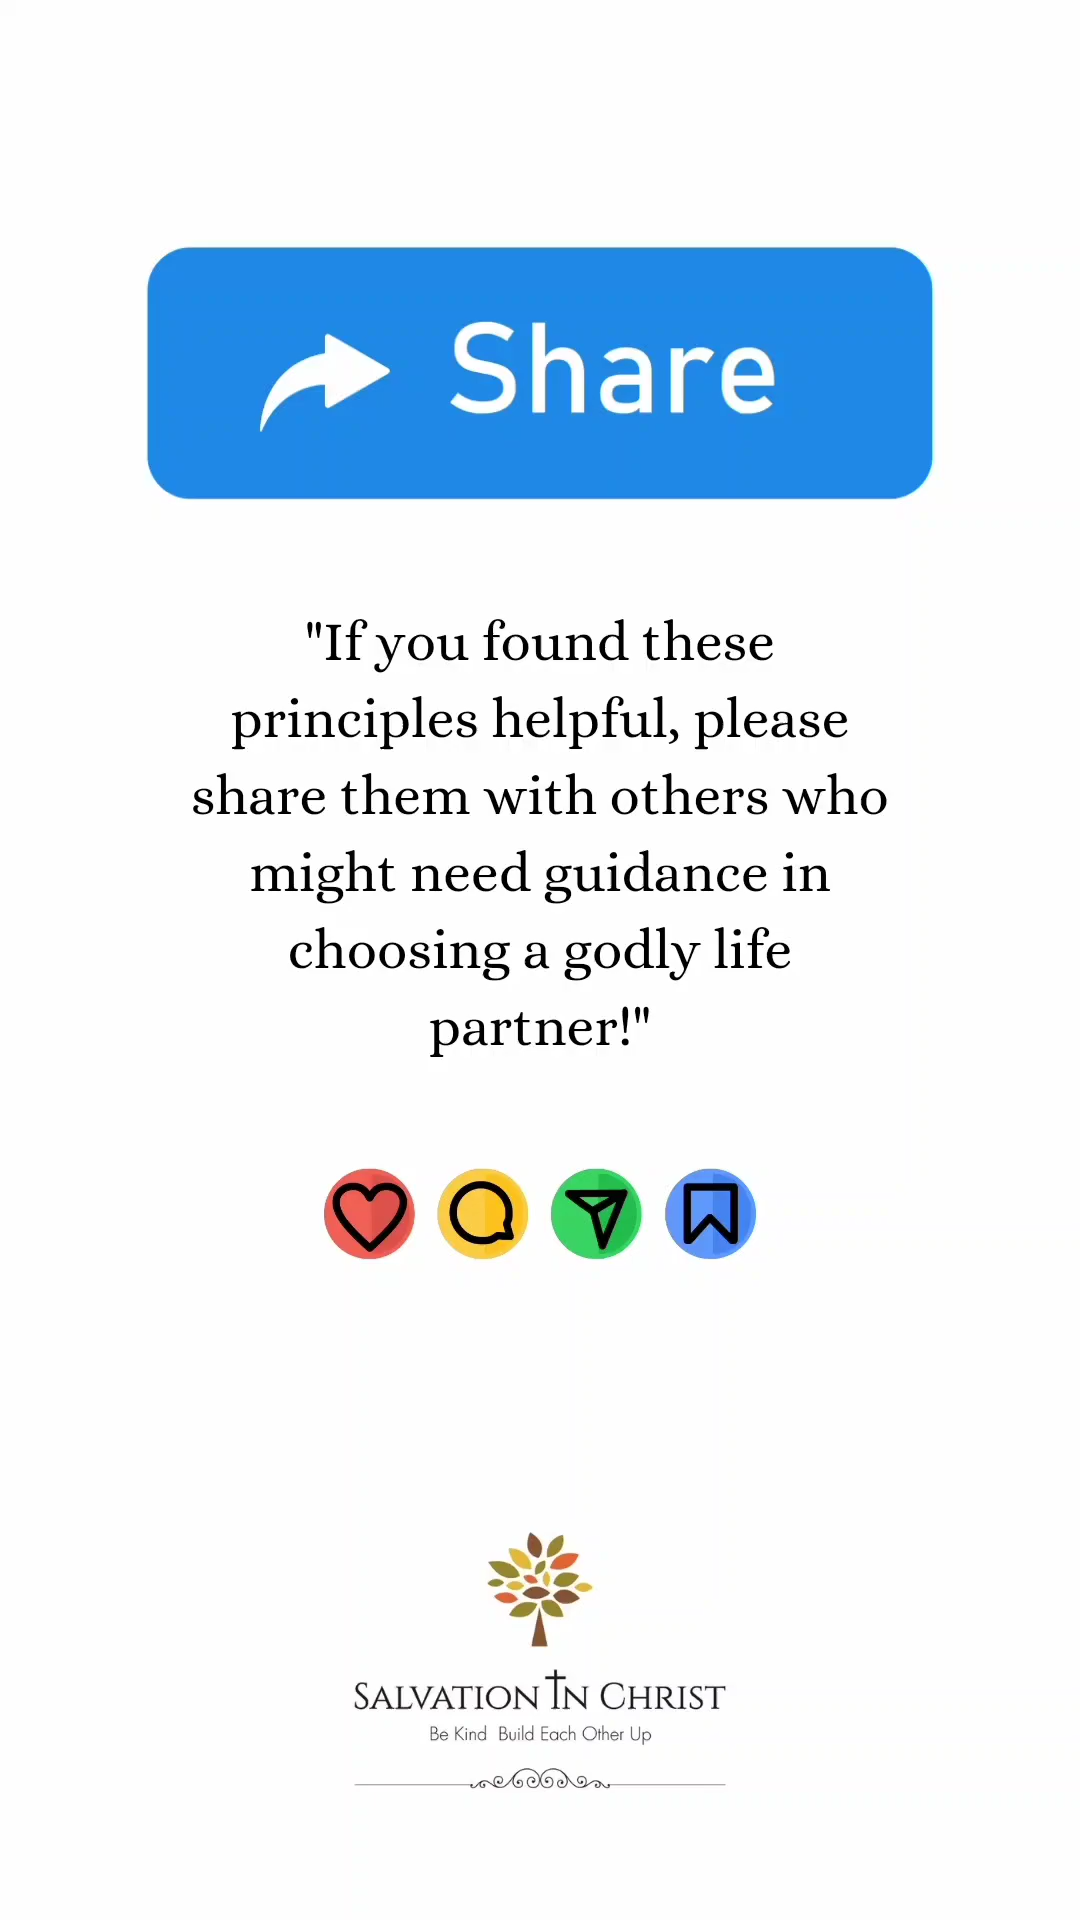 Share
"If you found these
principles helpful, please
share them with others who
might need guidance in
choosing a godly life
partner!"
SALVATION IN CHRIST
Be Kind Build Each Other Up